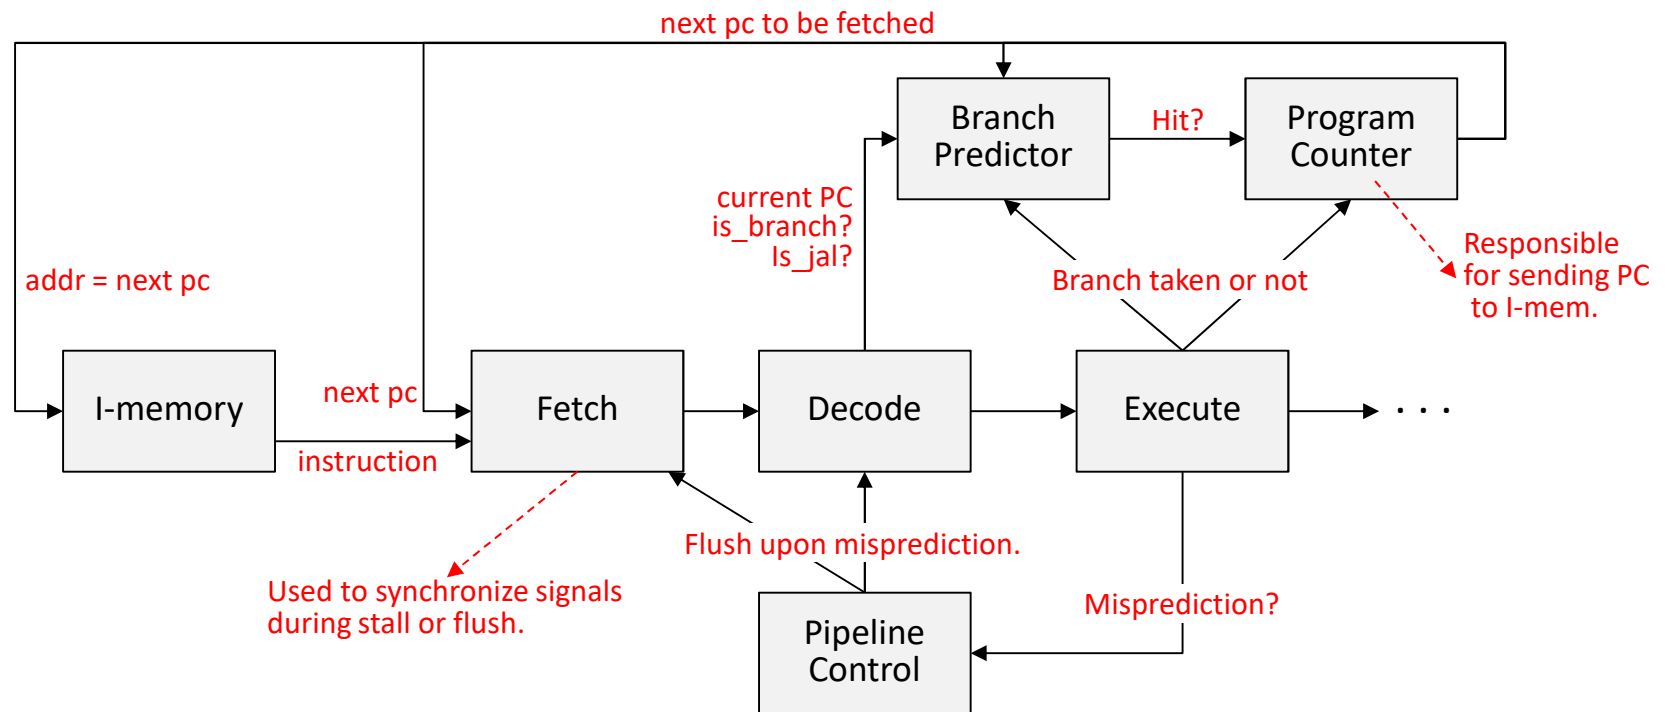 next pc to be fetched
Branch
Predictor
Hit?
Program
Counter
current PC
is_branch?
Is_jal?
Branch taken or not
Responsible
for sending PC
to I-mem.
addr = next pc
I-memory
next pc
instruction
Fetch
Decode
Execute
. . .
Flush upon misprediction.
Used to synchronize signals
during stall or flush.
Misprediction?
Pipeline
Control